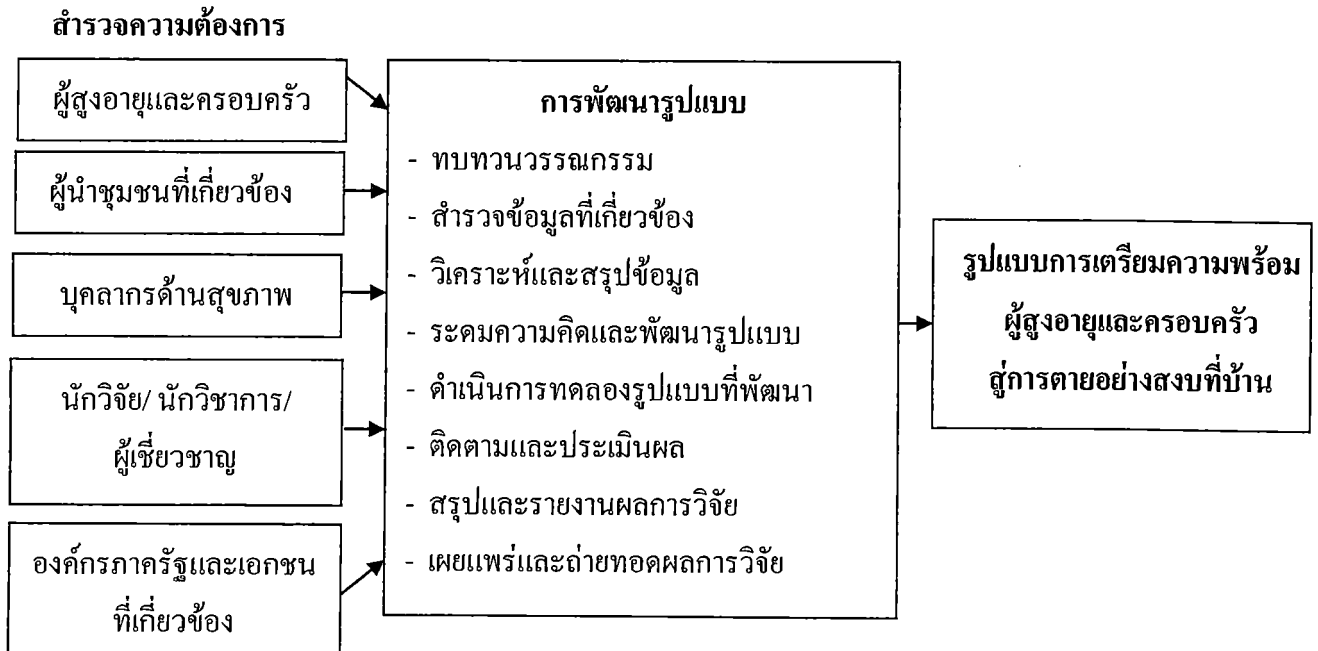 สำรวจความต้องการ
ผู้สูงอายุและครอบครัว
ผู้นำชุมชนที่เกี่ยวข้อง
บุคลากรด้านสุขภาพ
นักวิจัย/ นักวิชาการ/
ผู้เชี่ยวชาญ
องค์กรภาครัฐและเอกชน
ที่เกี่ยวข้อง
การพัฒนารูปแบบ
- ทบทวนวรรณกรรม
- สำรวจข้อมูลที่เกี่ยวข้อง
- วิเคราะห์และสรุปข้อมูล
- ระดมความคิดและพัฒนารูปแบบ
- ดำเนินการทดลองรูปแบบที่พัฒนา
- ติดตามและประเมินผล
- สรุปและรายงานผลการวิจัย
- เผยแพร่และถ่ายทอดผลการวิจัย
รูปแบบการเตรียมความพร้อม
ผู้สูงอายุและครอบครัว
สู่การตายอย่างสงบที่บ้าน